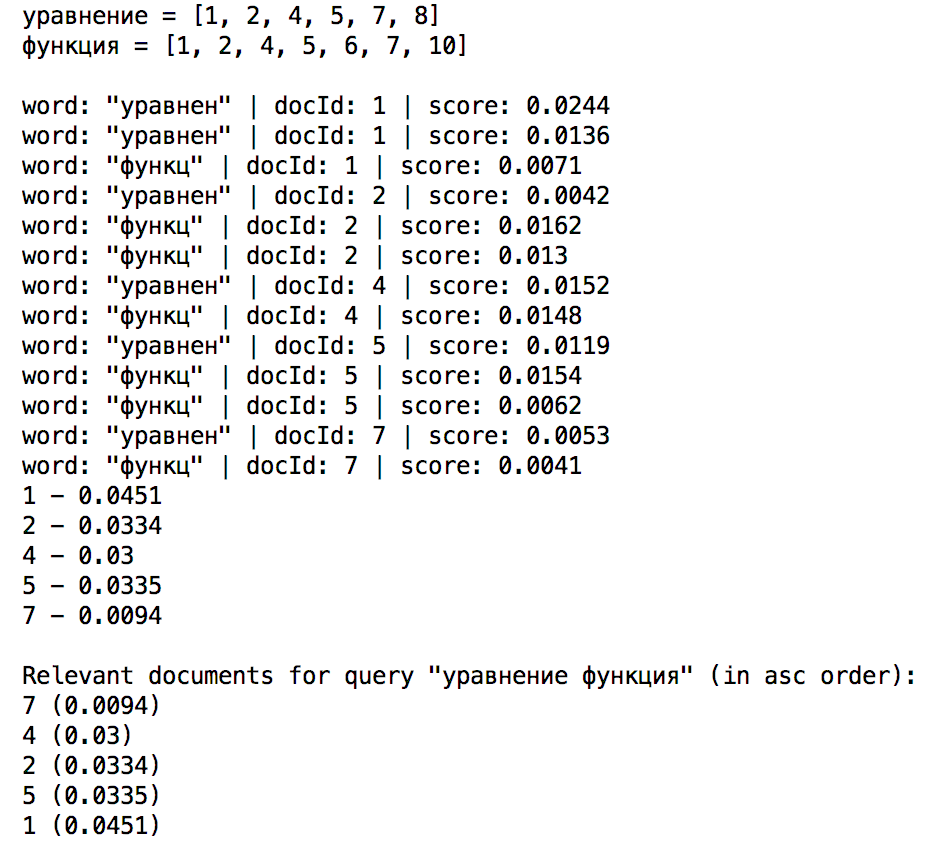 уравнение = [1, 2, 4, 5, 7, 8]
функция = [1, 2, 4, 5, 6, 7, 10]
word: "уравнен" | docId: 1 | score: 0.0244
word: "уравнен" | docId: 1 | score: 0.0136
word: "функц" | docId: 1 | score: 0.0071
word: "уравнен" | docId: 2 | score: 0.0042
word: "функц" | docId: 2 | score: 0.0162
word: "функц" | docId: 2 | score: 0.013
word: "уравнен" | docId: 4 | score: 0.0152
word: "функц" | docId: 4 | score: 0.0148
word: "уравнен" | docId: 5 | score: 0.0119
word: "функц" | docId: 5 | score: 0.0154
word: "функц" | docId: 5 | score: 0.0062
word: "уравнен" | docId: 7 | score: 0.0053
word: "функц" | docId: 7 | score: 0.0041
1 - 0.0451
2 - 0.0334
4 - 0.03
5 - 0.0335
7 - 0.0094
Relevant documents for query "уравнение функция" (in asc order):
7 (0.0094)
4 (0.03)
2 (0.0334)
5 (0.0335)
1 (0.0451)